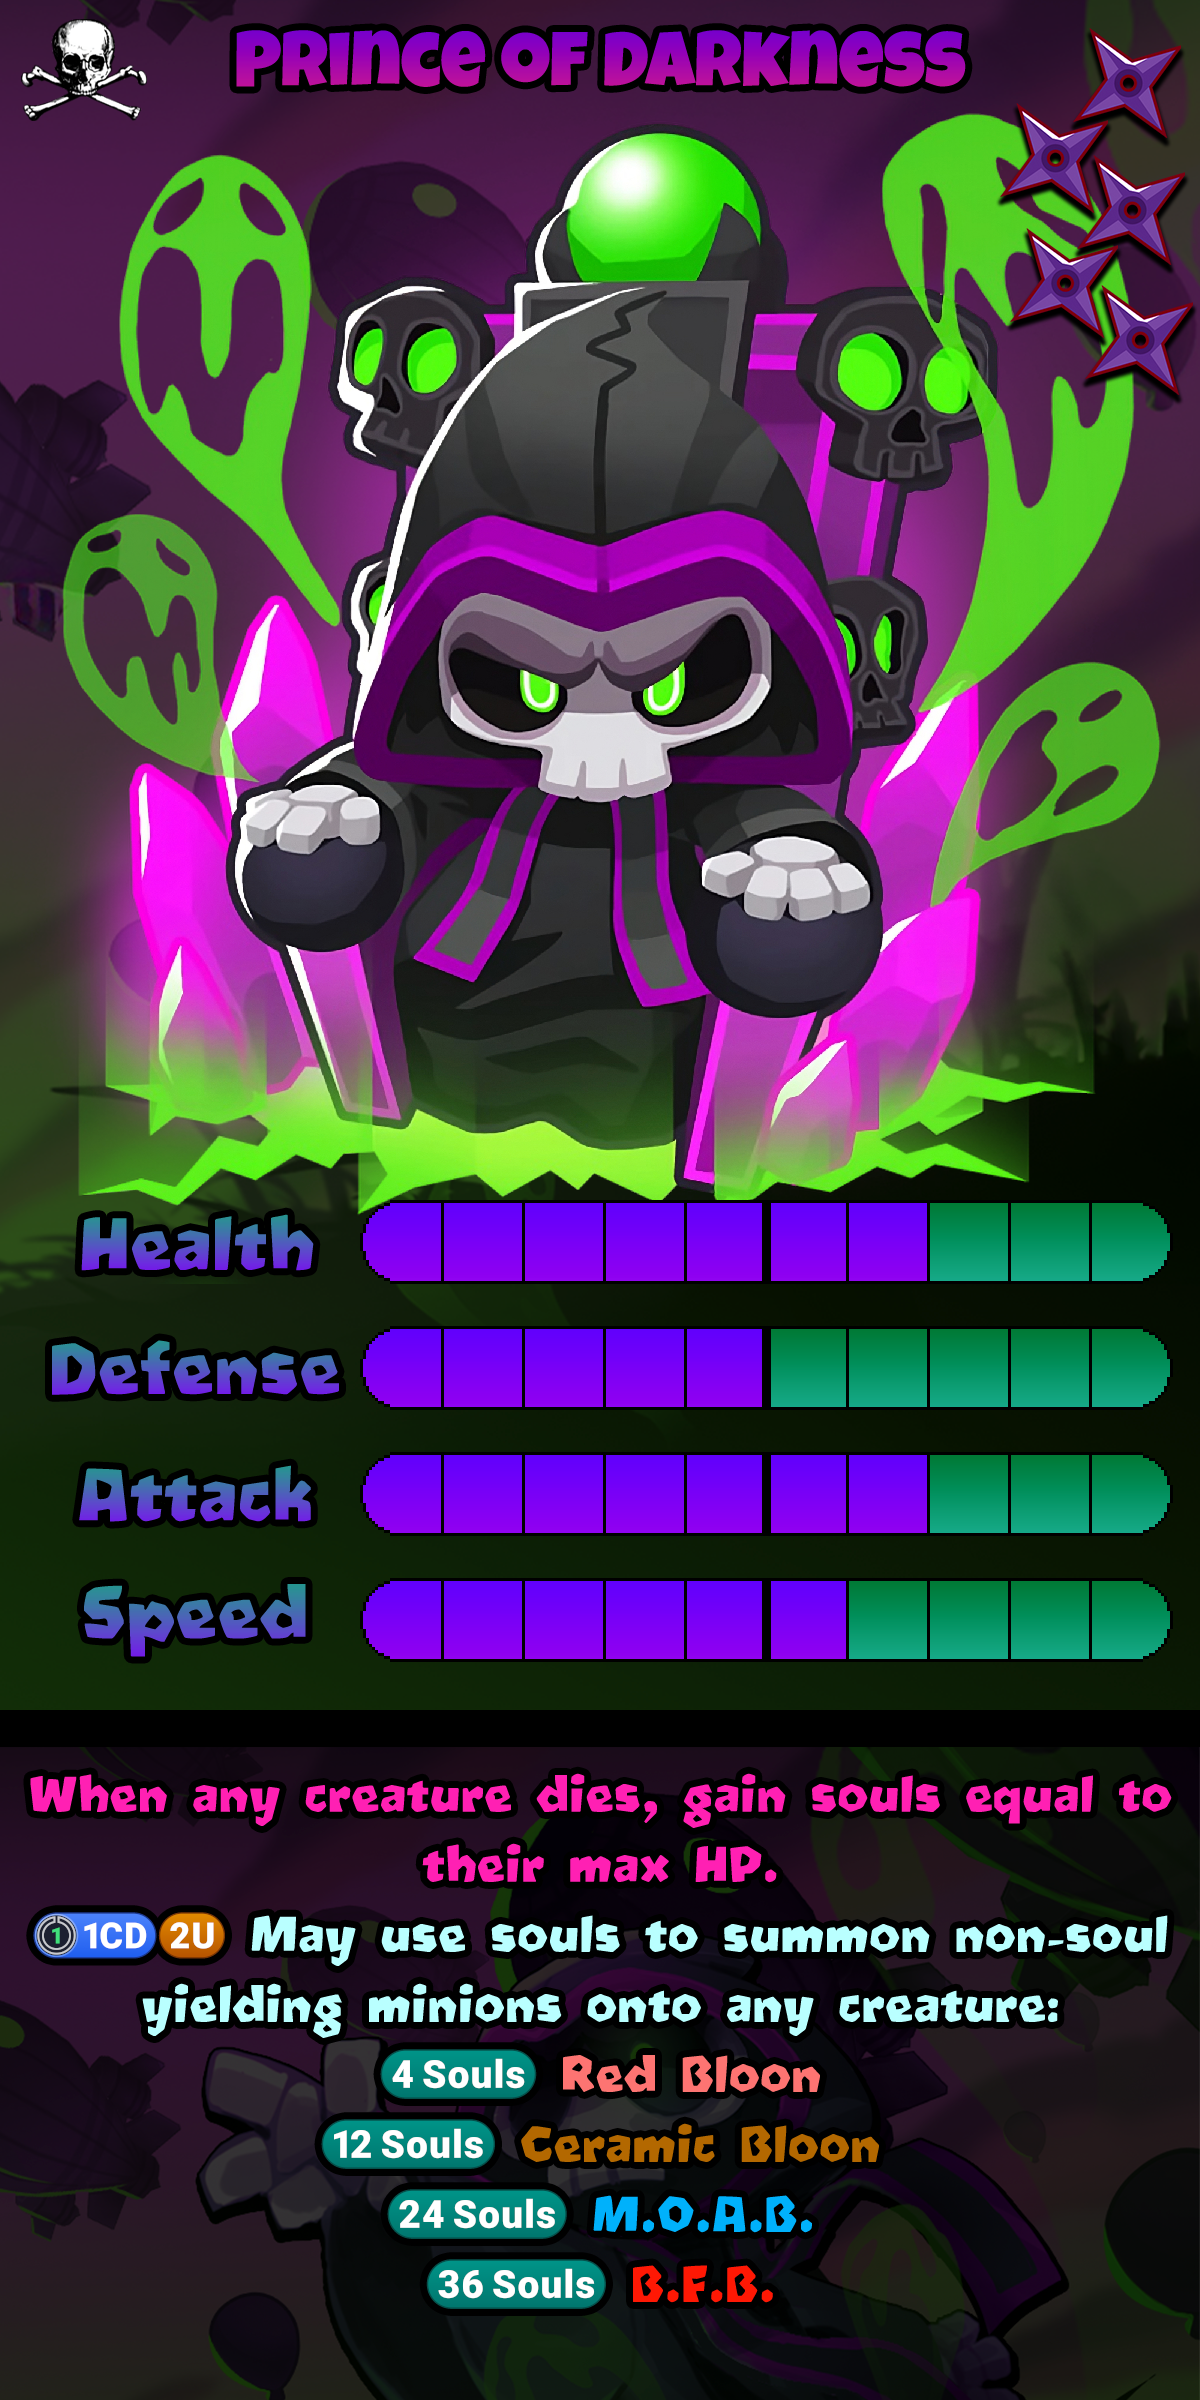 PRINCE OF DARKNESS
Health
Defense
Attack
Speed
When any creature dies, gain souls equal to
their max HP.
1 1CD 2U May use souls to summon non-soul
yielding minions onto any creature:
4 Souls Red Bloon
12 Souls Ceramic Bloon
24 Souls M.O.A.B.
36 Souls B.F.B.